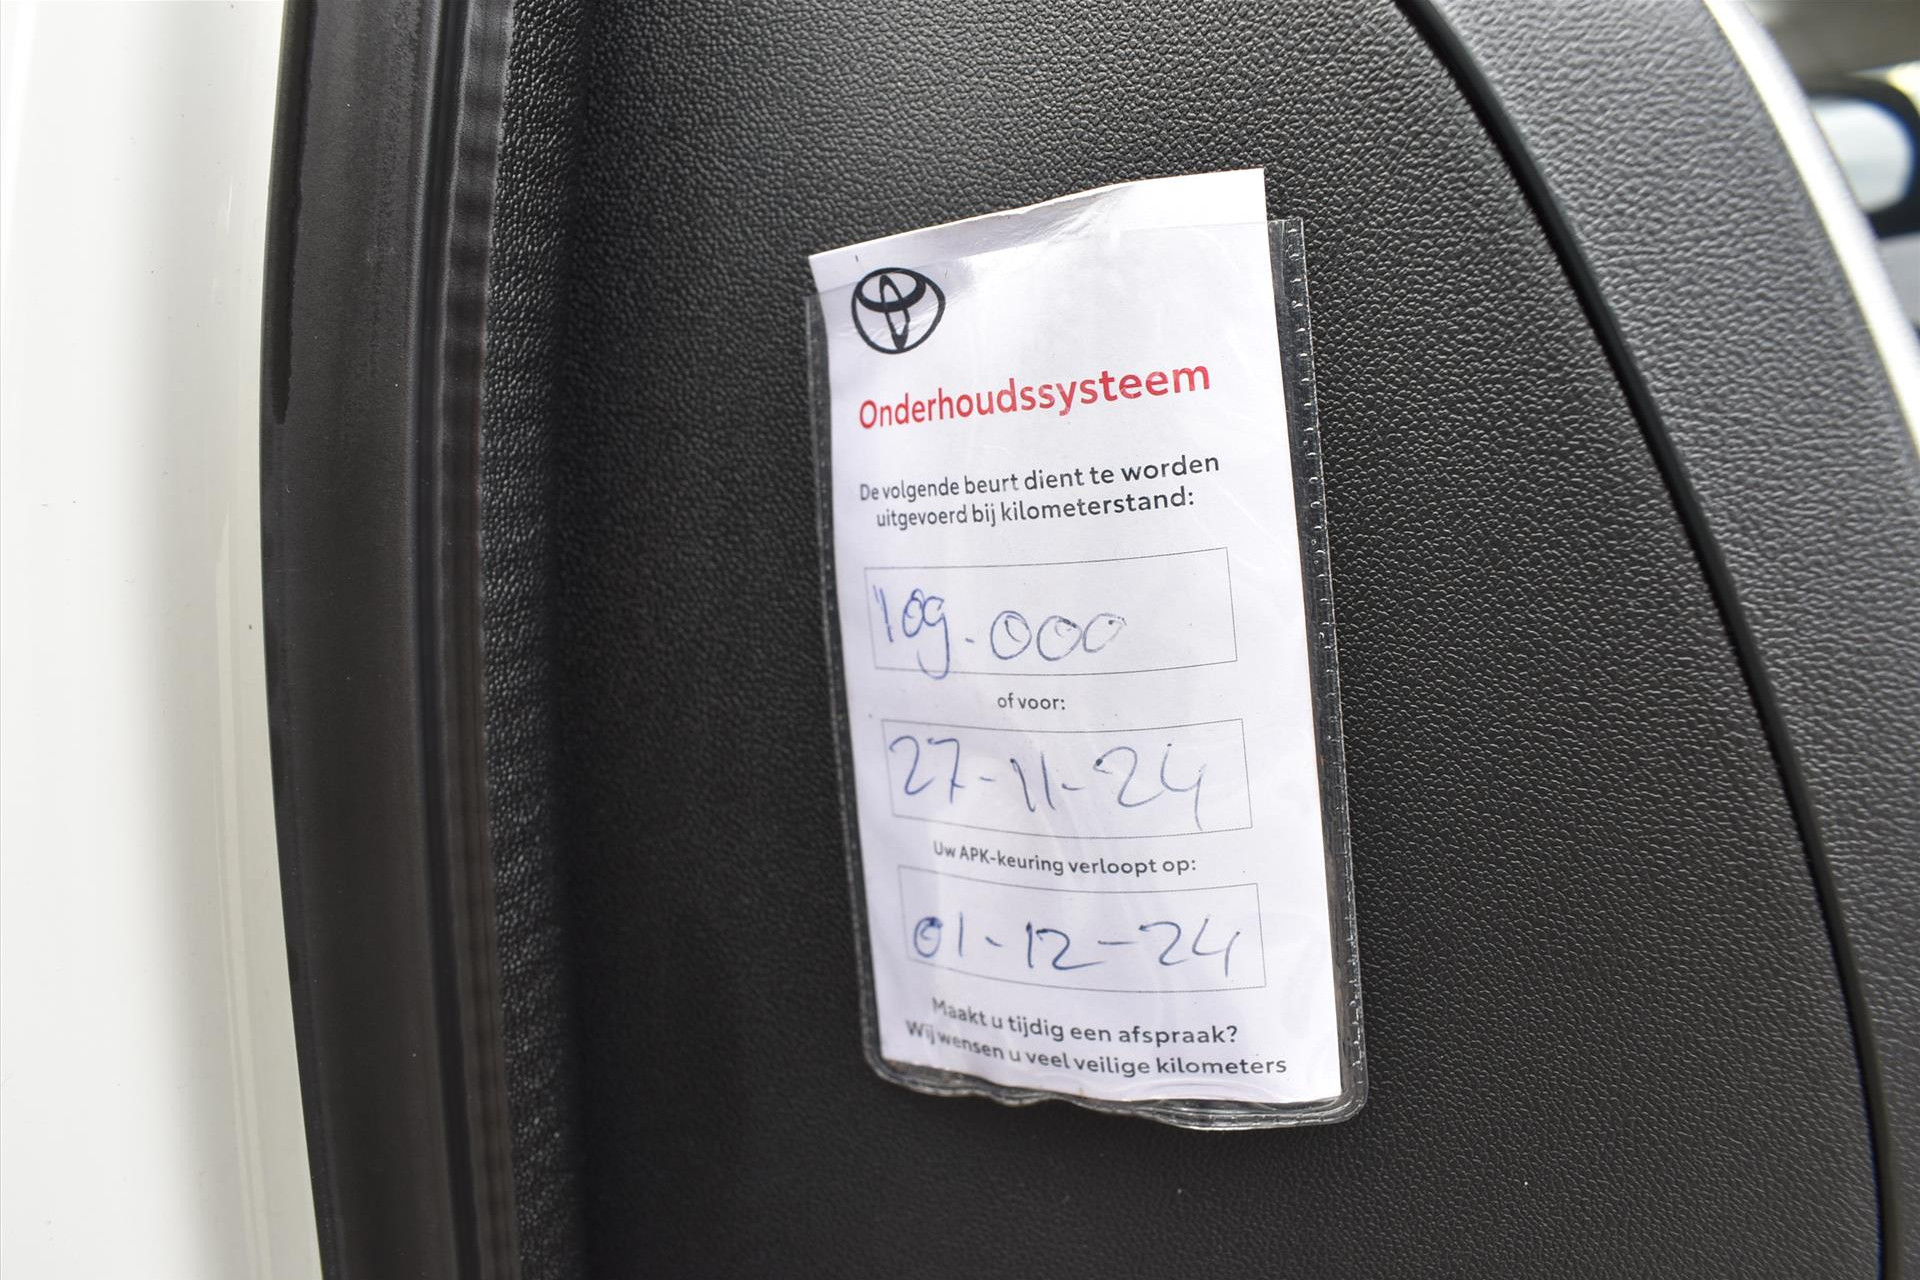 Onderhoudssysteem
De volgende beurt dient te worden
uitgevoerd bij kilometerstand:
109.000
of voor:
27-11-24
Uw APK-keuring verloopt op:
01-12-24
Maakt u tijdig een afspraak?
Wij wensen u veel veilige kilometers